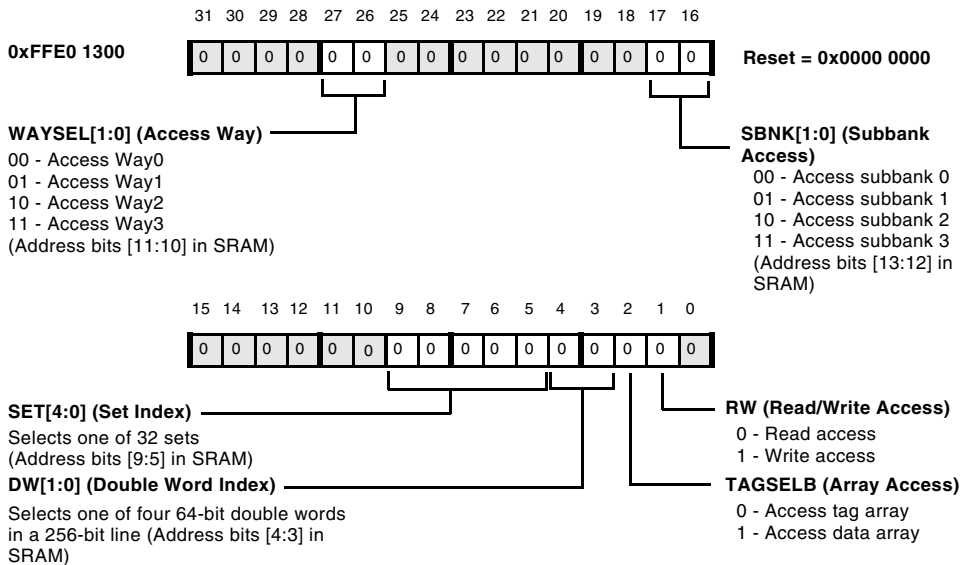 31 30 29 28 27 26 25 24 23 22 21 20 19 18 17 16
0xFFE0 1300
0 0 0 0 0 0 0 0 0 0 0 0 0 0 0 0
Reset = 0x0000 0000
WAYSEL[1:0] (Access Way)
00 - Access Way0
01 - Access Way1
10 - Access Way2
11 - Access Way3
(Address bits [11:10] in SRAM)
SBNK[1:0] (Subbank
Access)
00 - Access subbank 0
01 - Access subbank 1
10 - Access subbank 2
11 - Access subbank 3
(Address bits [13:12] in
SRAM)
15 14 13 12 11 10 9 8 7 6 5 4 3 2 1 0
0 0 0 0 0 0 0 0 0 0 0 0 0 0 0 0
SET[4:0] (Set Index)
Selects one of 32 sets
(Address bits [9:5] in SRAM)
DW[1:0] (Double Word Index)
Selects one of four 64-bit double words
in a 256-bit line (Address bits [4:3] in
SRAM)
RW (Read/Write Access)
0 - Read access
1 - Write access
TAGSELB (Array Access)
0 - Access tag array
1 - Access data array